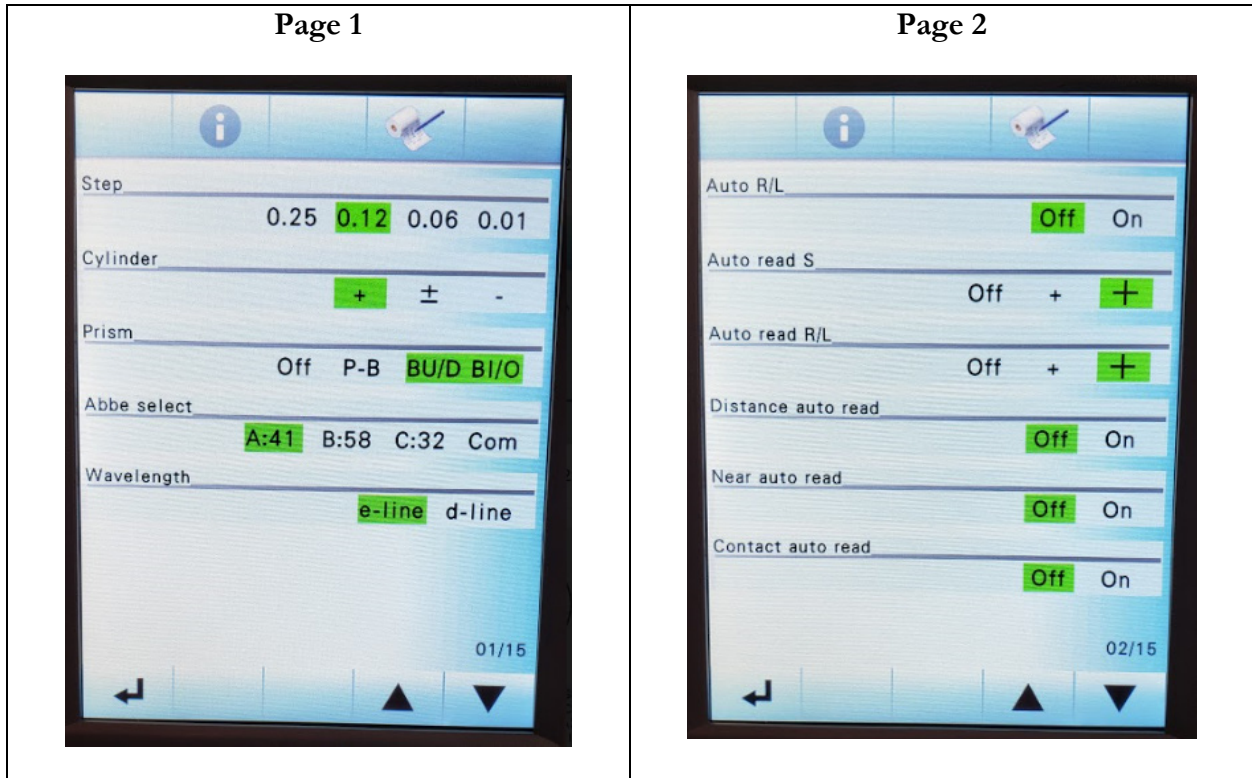 Page 1
Step
0.25 0.12 0.06 0.01
Cylinder
+ ± -
Prism
Off P-B BU/D BI/O
Abbe select
A:41 B:58 C:32 Com
Wavelength
e-line d-line
01/15
Page 2
Auto R/L
Off On
Auto read S
Off + +
Auto read R/L
Off + +
Distance auto read
Off On
Near auto read
Off On
Contact auto read
Off On
02/15